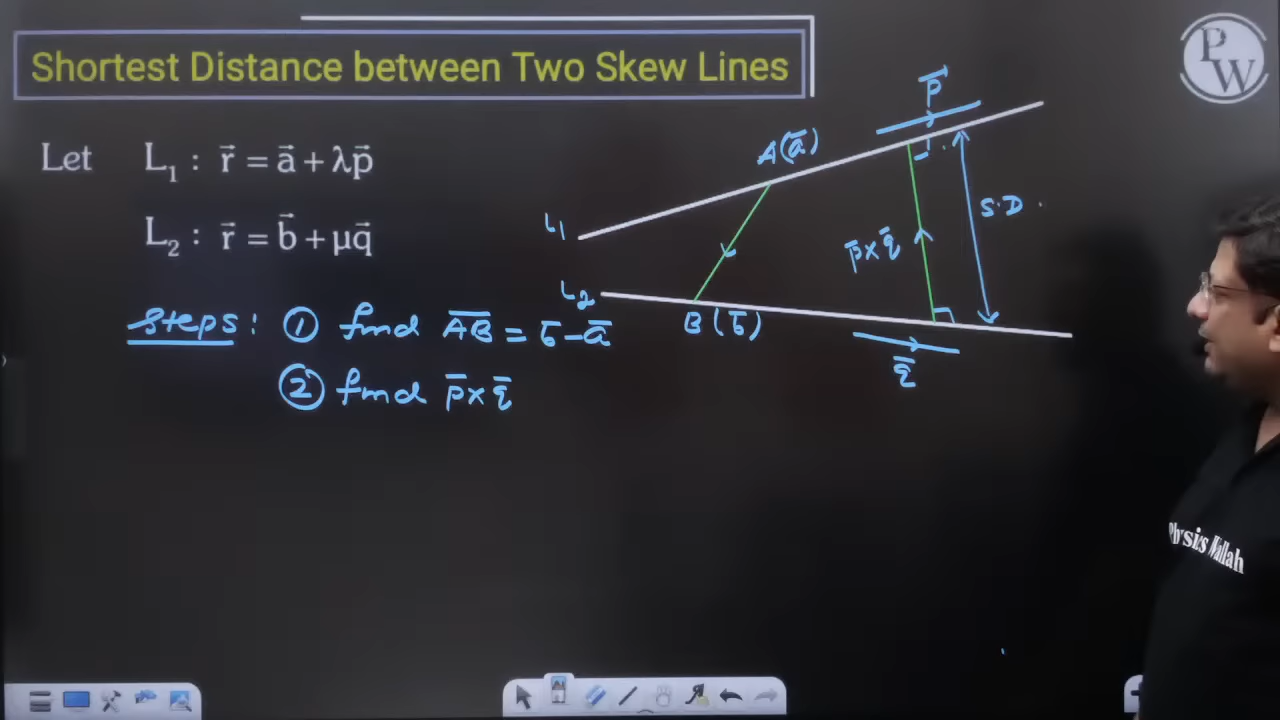 Shortest Distance between Two Skew Lines
PW
Let L₁ : r⃗ = a⃗ + λp⃗
L₂ : r⃗ = b⃗ + μq⃗
Steps : ① find A̅B̅ = b̅ - a̅
② find p̅ × q̅
p⃗
A(a̅)
L₁
S.D.
p̅ × q̅
L₂
B(b̅)
q̅
Physics Wallah